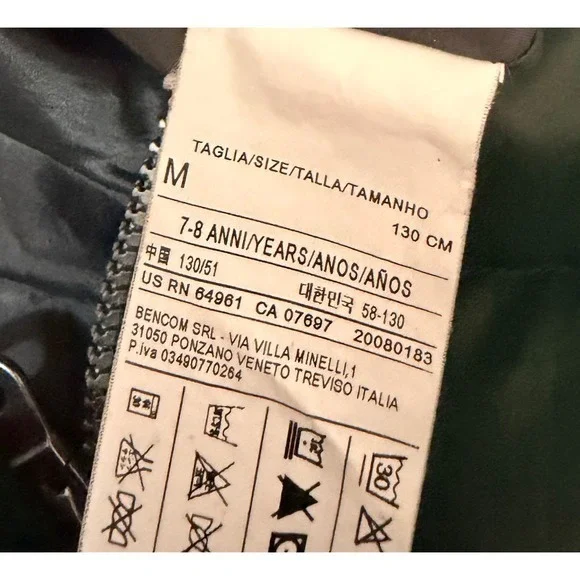 TAGLIA/SIZE/TALLA/TAMANHO
M
130 CM
7-8 ANNI/YEARS/ANOS/AÑOS
中国 130/51 대한민국 58-130
US RN 64961 CA 07697 20080183
BENCOM SRL - VIA VILLA MINELLI,1
31050 PONZANO VENETO TREVISO ITALIA
P.iva 03490770264
30